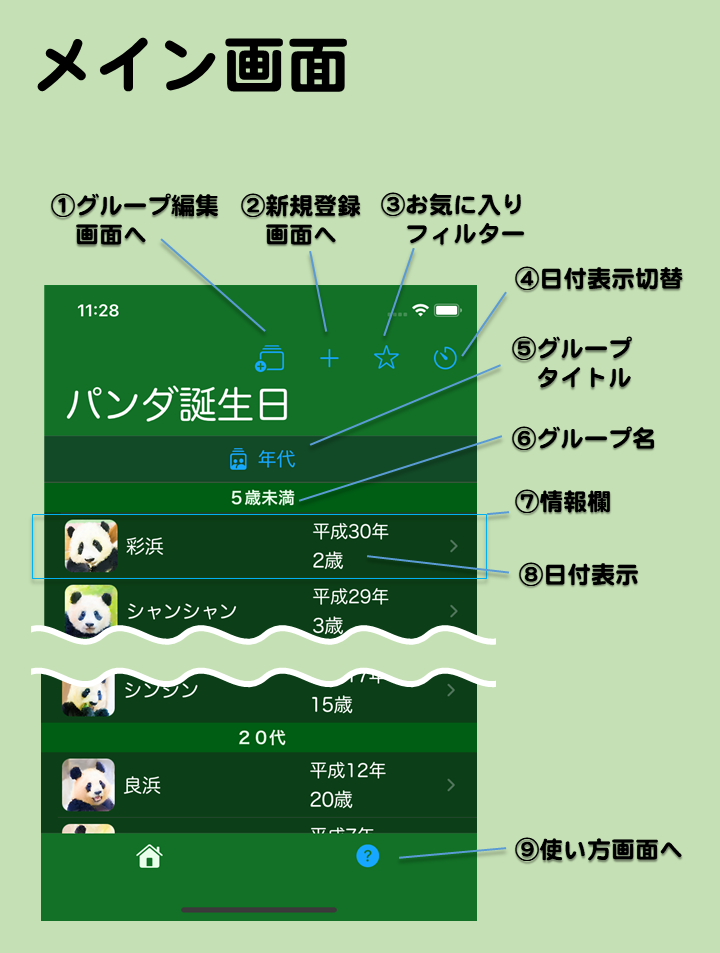 メイン画面
①グループ編集
画面へ
②新規登録
画面へ
③お気に入り
フィルター
④日付表示切替
11:28
⑤グループ
タイトル
パンダ誕生日
⑥グループ名
年代
５歳未満
⑦情報欄
彩浜
平成30年
2歳
⑧日付表示
シャンシャン
平成29年
3歳
シンシン
15歳
２０代
良浜
平成12年
20歳
平成7年
⑨使い方画面へ
?